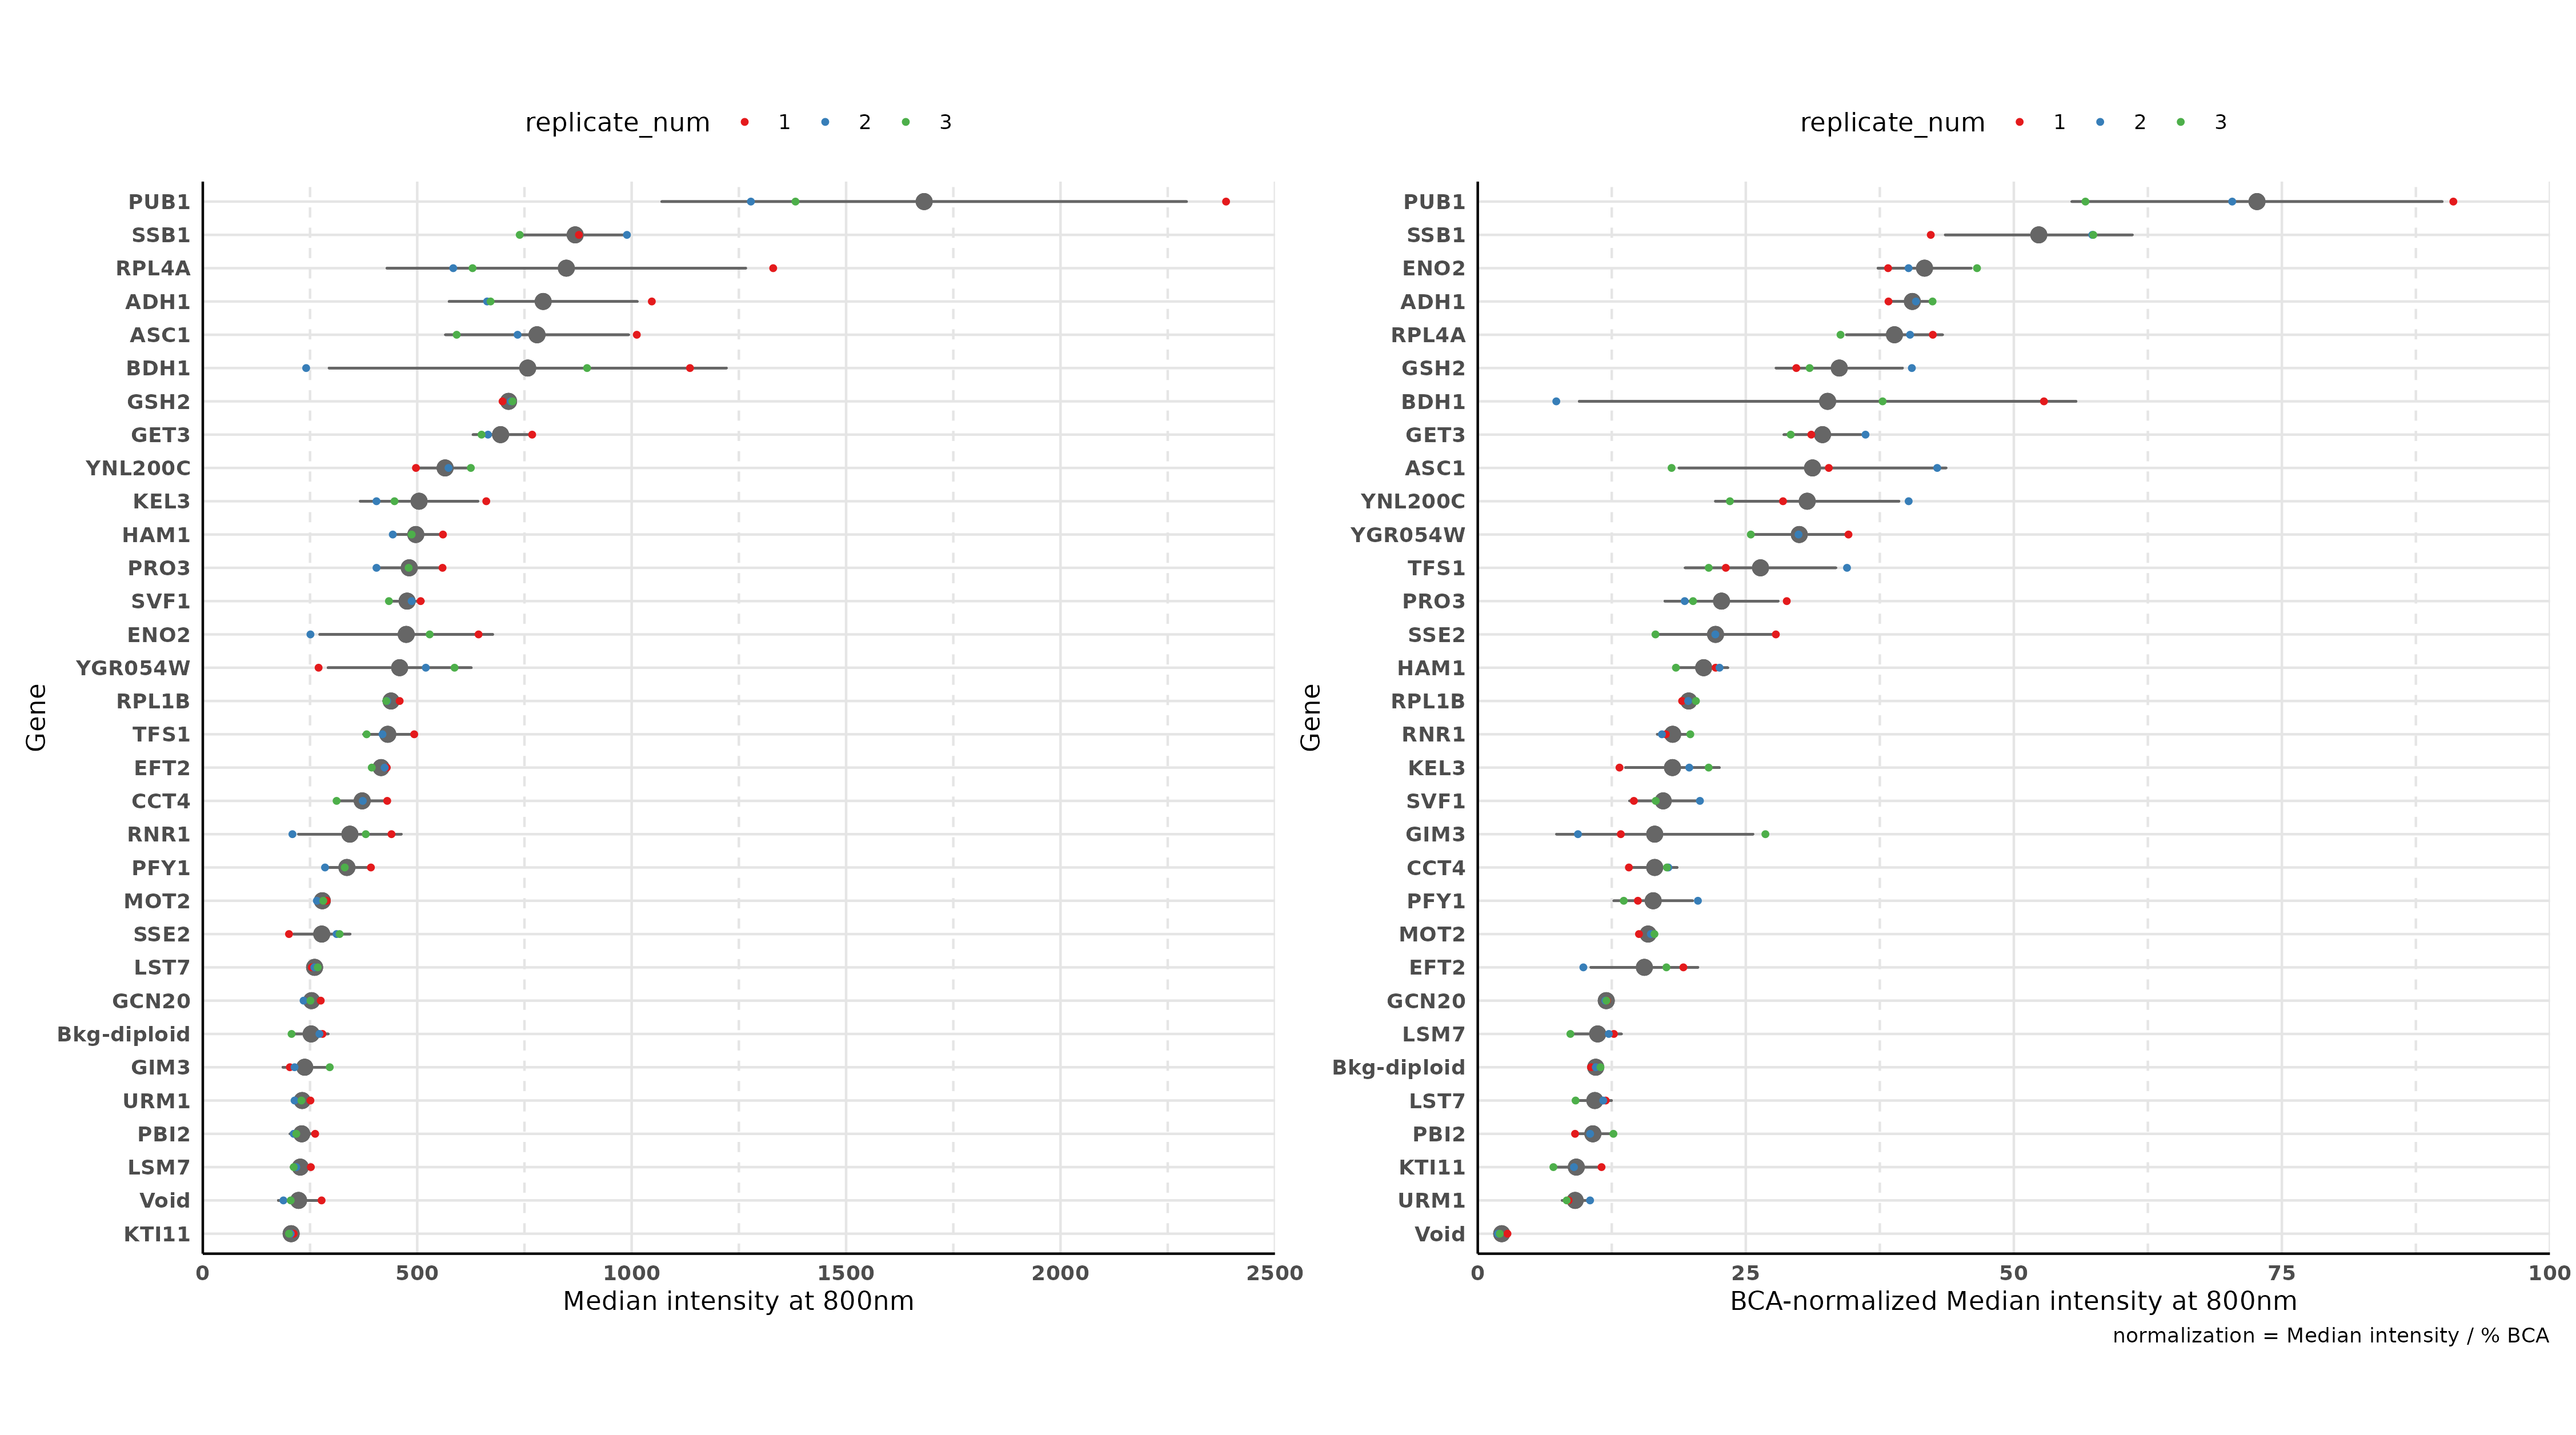 replicate_num 1 2 3
PUB1
SSB1
RPL4A
ADH1
ASC1
BDH1
GSH2
GET3
YNL200C
KEL3
HAM1
PRO3
SVF1
ENO2
YGR054W
RPL1B
TFS1
EFT2
CCT4
RNR1
PFY1
MOT2
SSE2
LST7
GCN20
Bkg-diploid
GIM3
URM1
PBI2
LSM7
Void
KTI11
Gene
0 500 1000 1500 2000 2500
Median intensity at 800nm
replicate_num 1 2 3
PUB1
SSB1
ENO2
ADH1
RPL4A
GSH2
BDH1
GET3
ASC1
YNL200C
YGR054W
TFS1
PRO3
SSE2
HAM1
RPL1B
RNR1
KEL3
SVF1
GIM3
CCT4
PFY1
MOT2
EFT2
GCN20
LSM7
Bkg-diploid
LST7
PBI2
KTI11
URM1
Void
Gene
0 25 50 75 100
BCA-normalized Median intensity at 800nm
normalization = Median intensity / % BCA